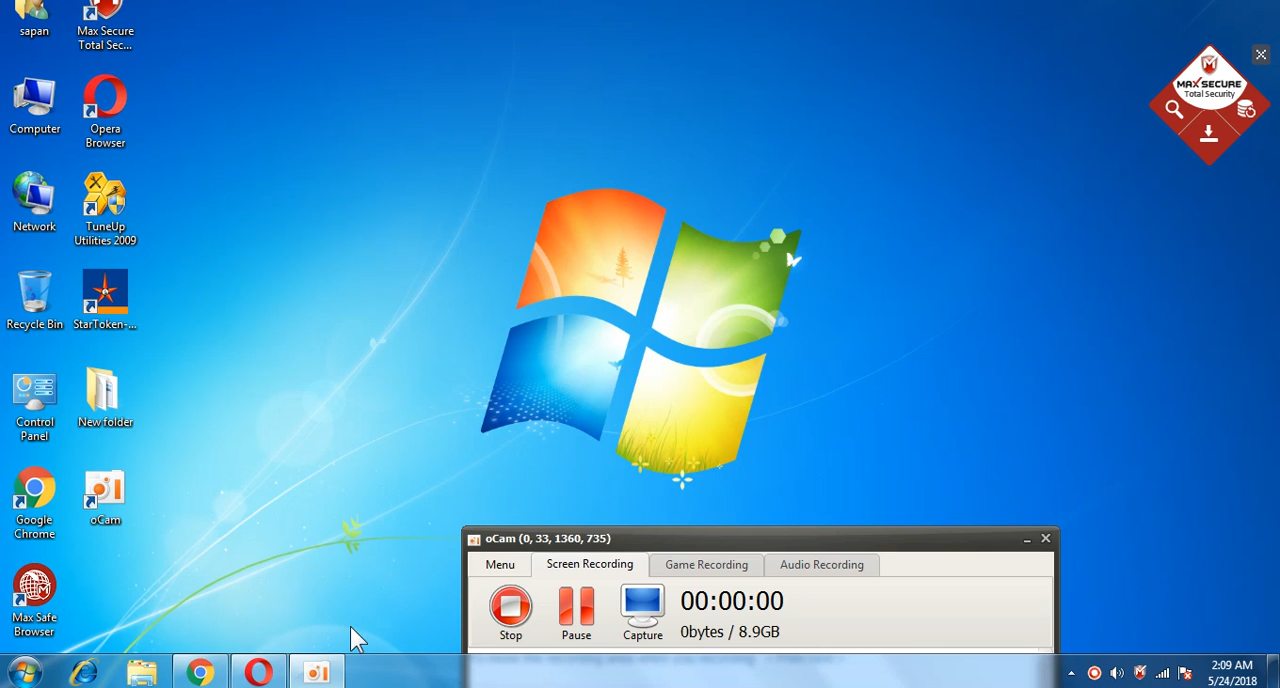 sapan
Max Secure
Total Sec...
Computer
Opera
Browser
Network
TuneUp
Utilities 2009
Recycle Bin
StarToken-...
Control
Panel
New folder
Google
Chrome
oCam
Max Safe
Browser
MAX SECURE
Total Security
oCam (0, 33, 1360, 735)
Menu
Screen Recording
Game Recording
Audio Recording
Stop
Pause
Capture
00:00:00
0bytes / 8.9GB
2:09 AM
5/24/2018